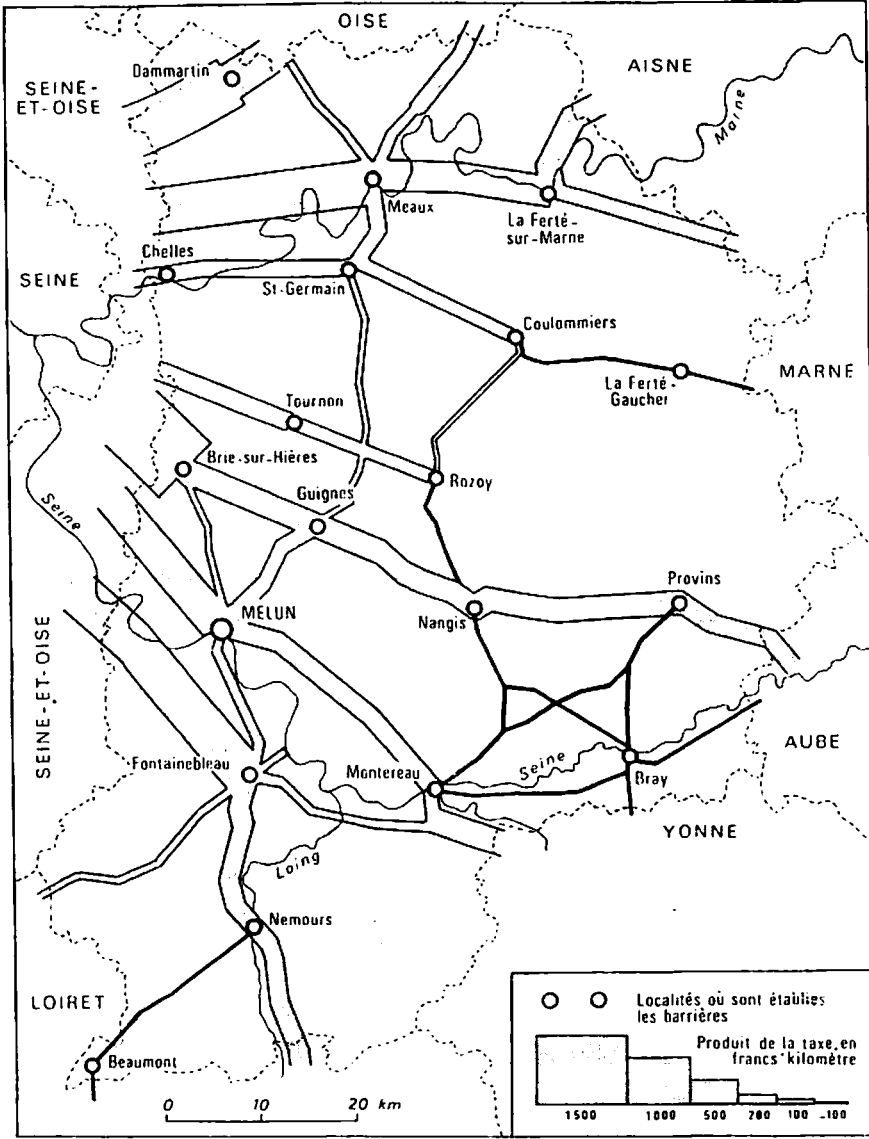 OISE
Dammartin
AISNE
SEINE-
ET-OISE
Marne
Meaux
La Ferté-
sur-Marne
Chelles
SEINE
St-Germain
Coulommiers
La Ferté-
Gaucher
MARNE
Tournon
Brie-sur-Hières
Rozoy
Guignes
Seine
Provins
MELUN
Nangis
SEINE-ET-OISE
AUBE
Fontainebleau
Montereau
Seine
Bray
YONNE
Loing
Nemours
LOIRET
Beaumont
0 10 20 km
Localités où sont établies
les barrières
Produit de la taxe, en
francs/kilomètre
1500 1000 500 200 100 -100